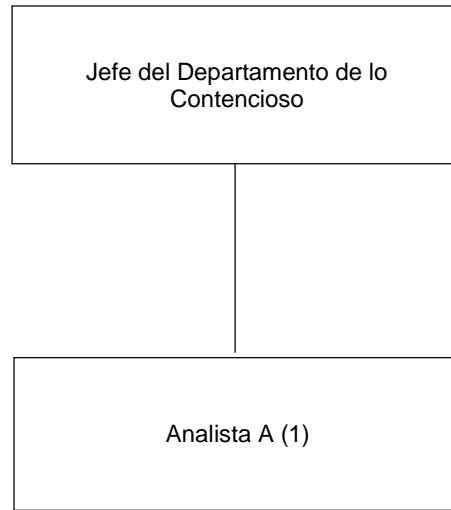 Jefe del Departamento de lo
Contencioso
Analista A (1)